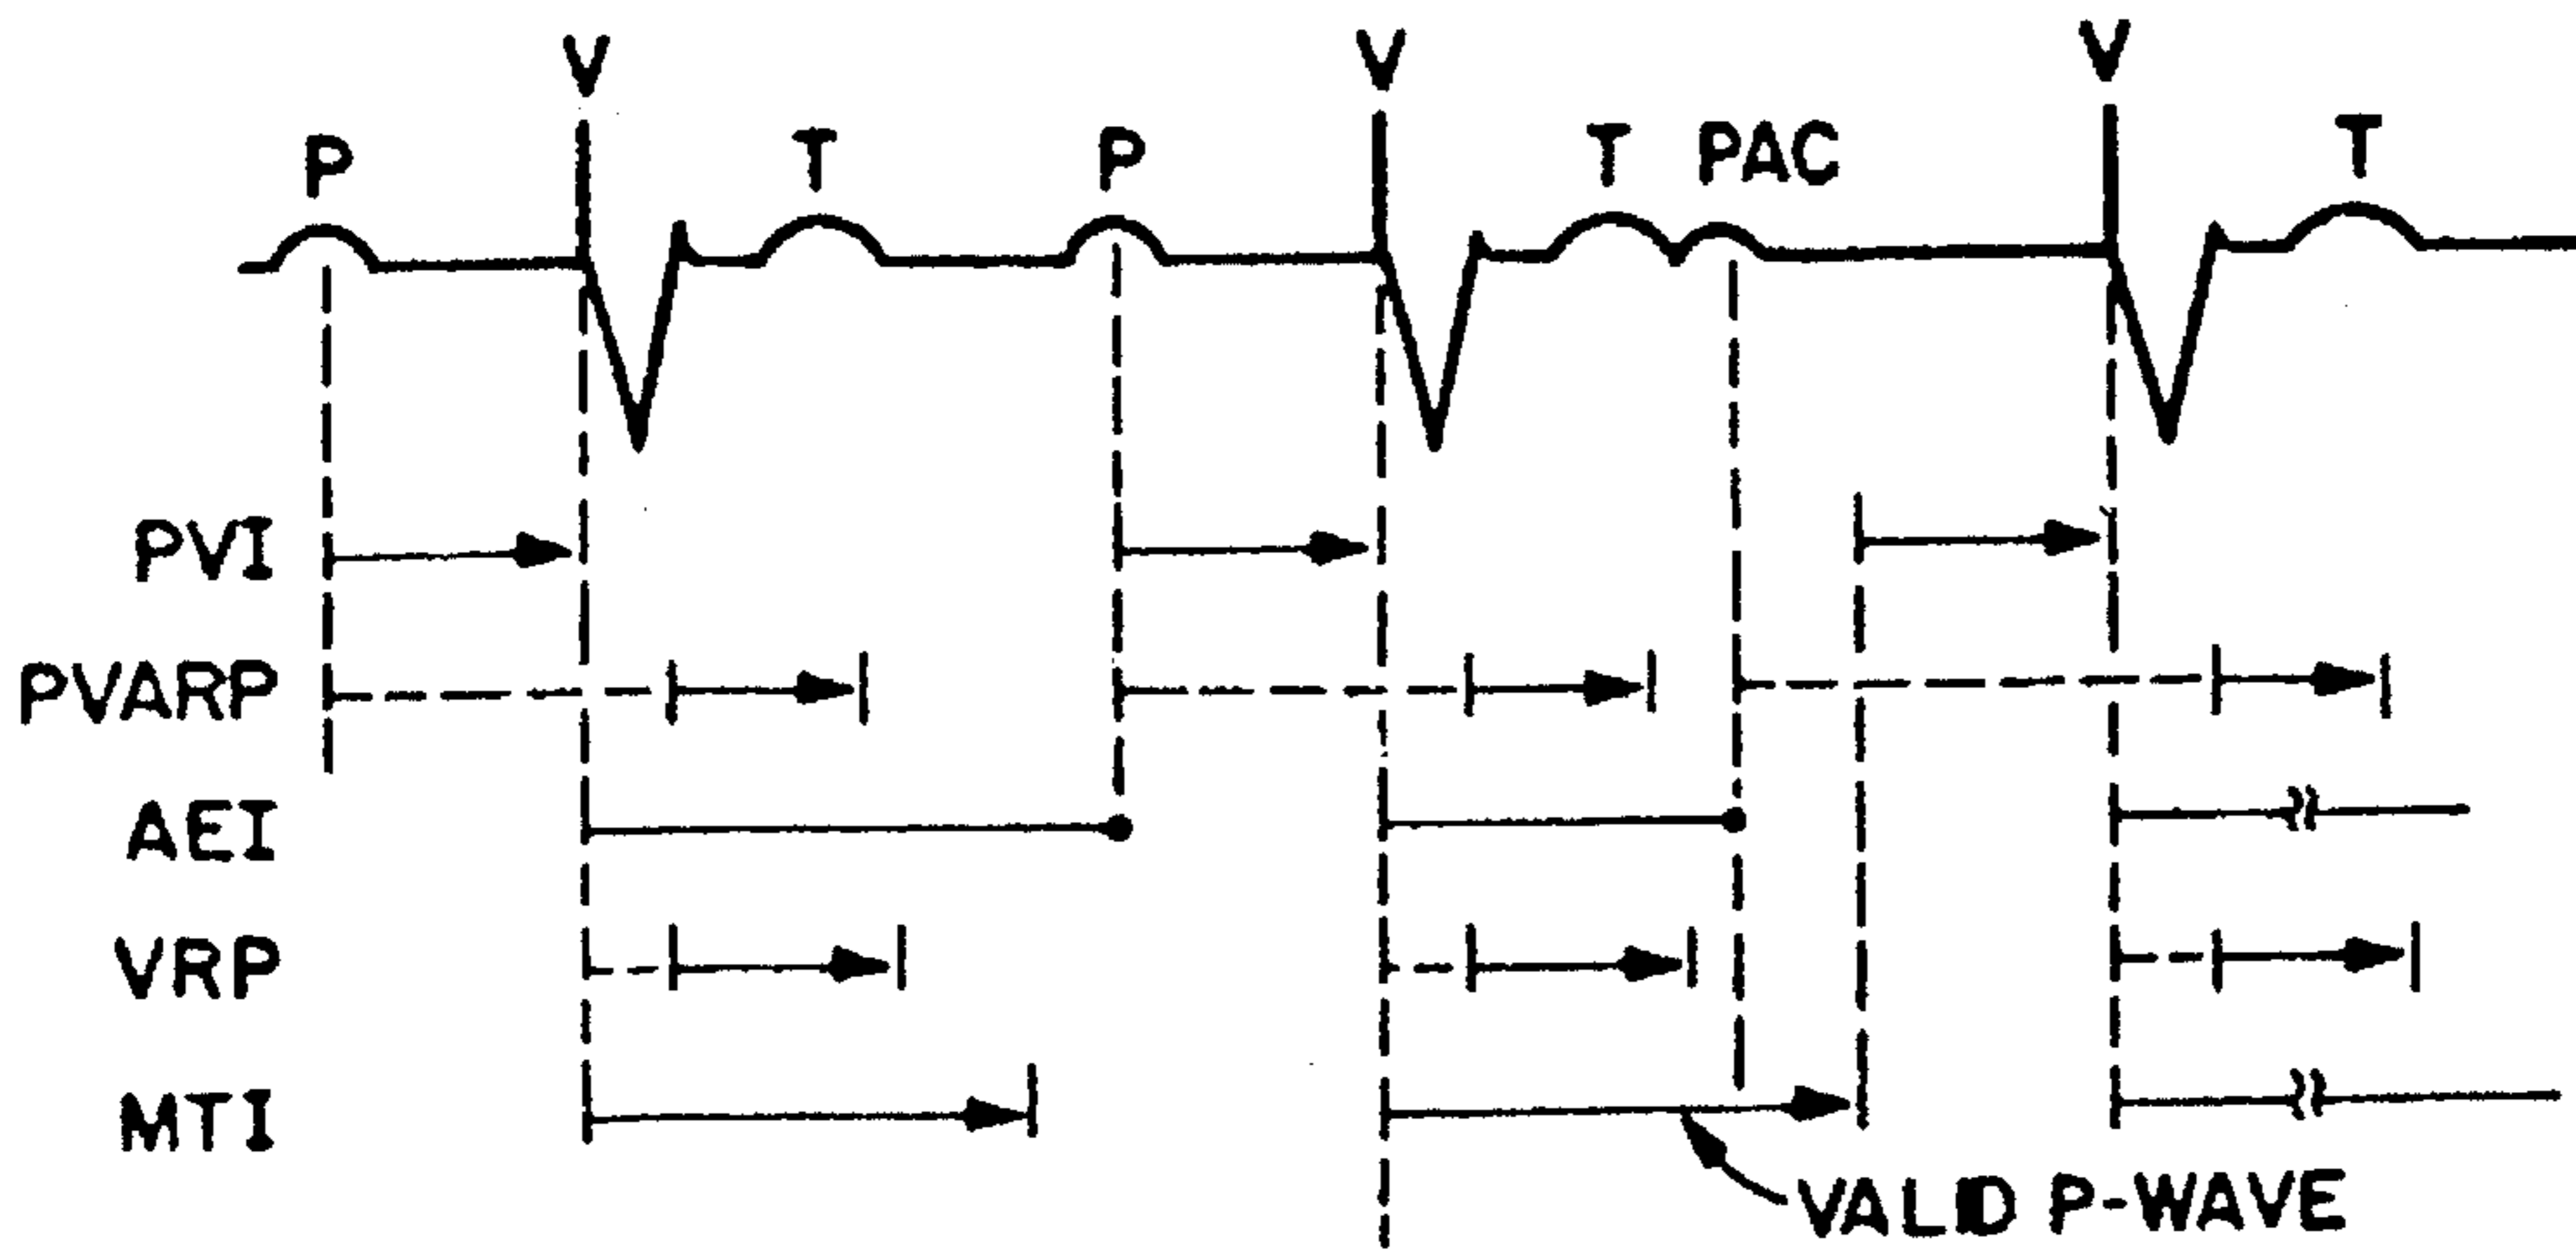 V V V
P T P T PAC T
PVI
PVARP
AEI
VRP
MTI
VALID P-WAVE